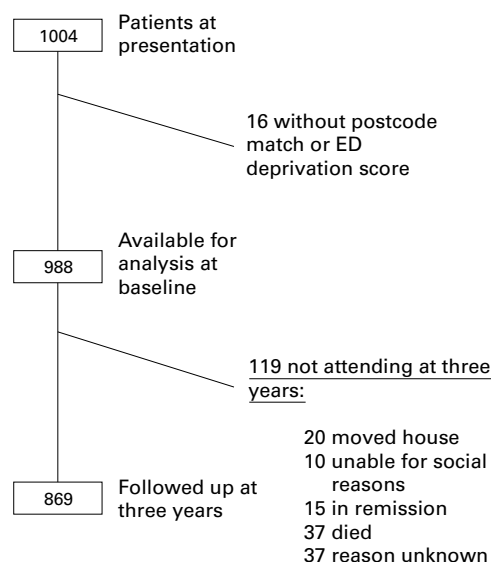 1004
Patients at
presentation
16 without postcode
match or ED
deprivation score
988
Available for
analysis at
baseline
119 not attending at three
years:
20 moved house
10 unable for social
reasons
15 in remission
37 died
37 reason unknown
869
Followed up at
three years